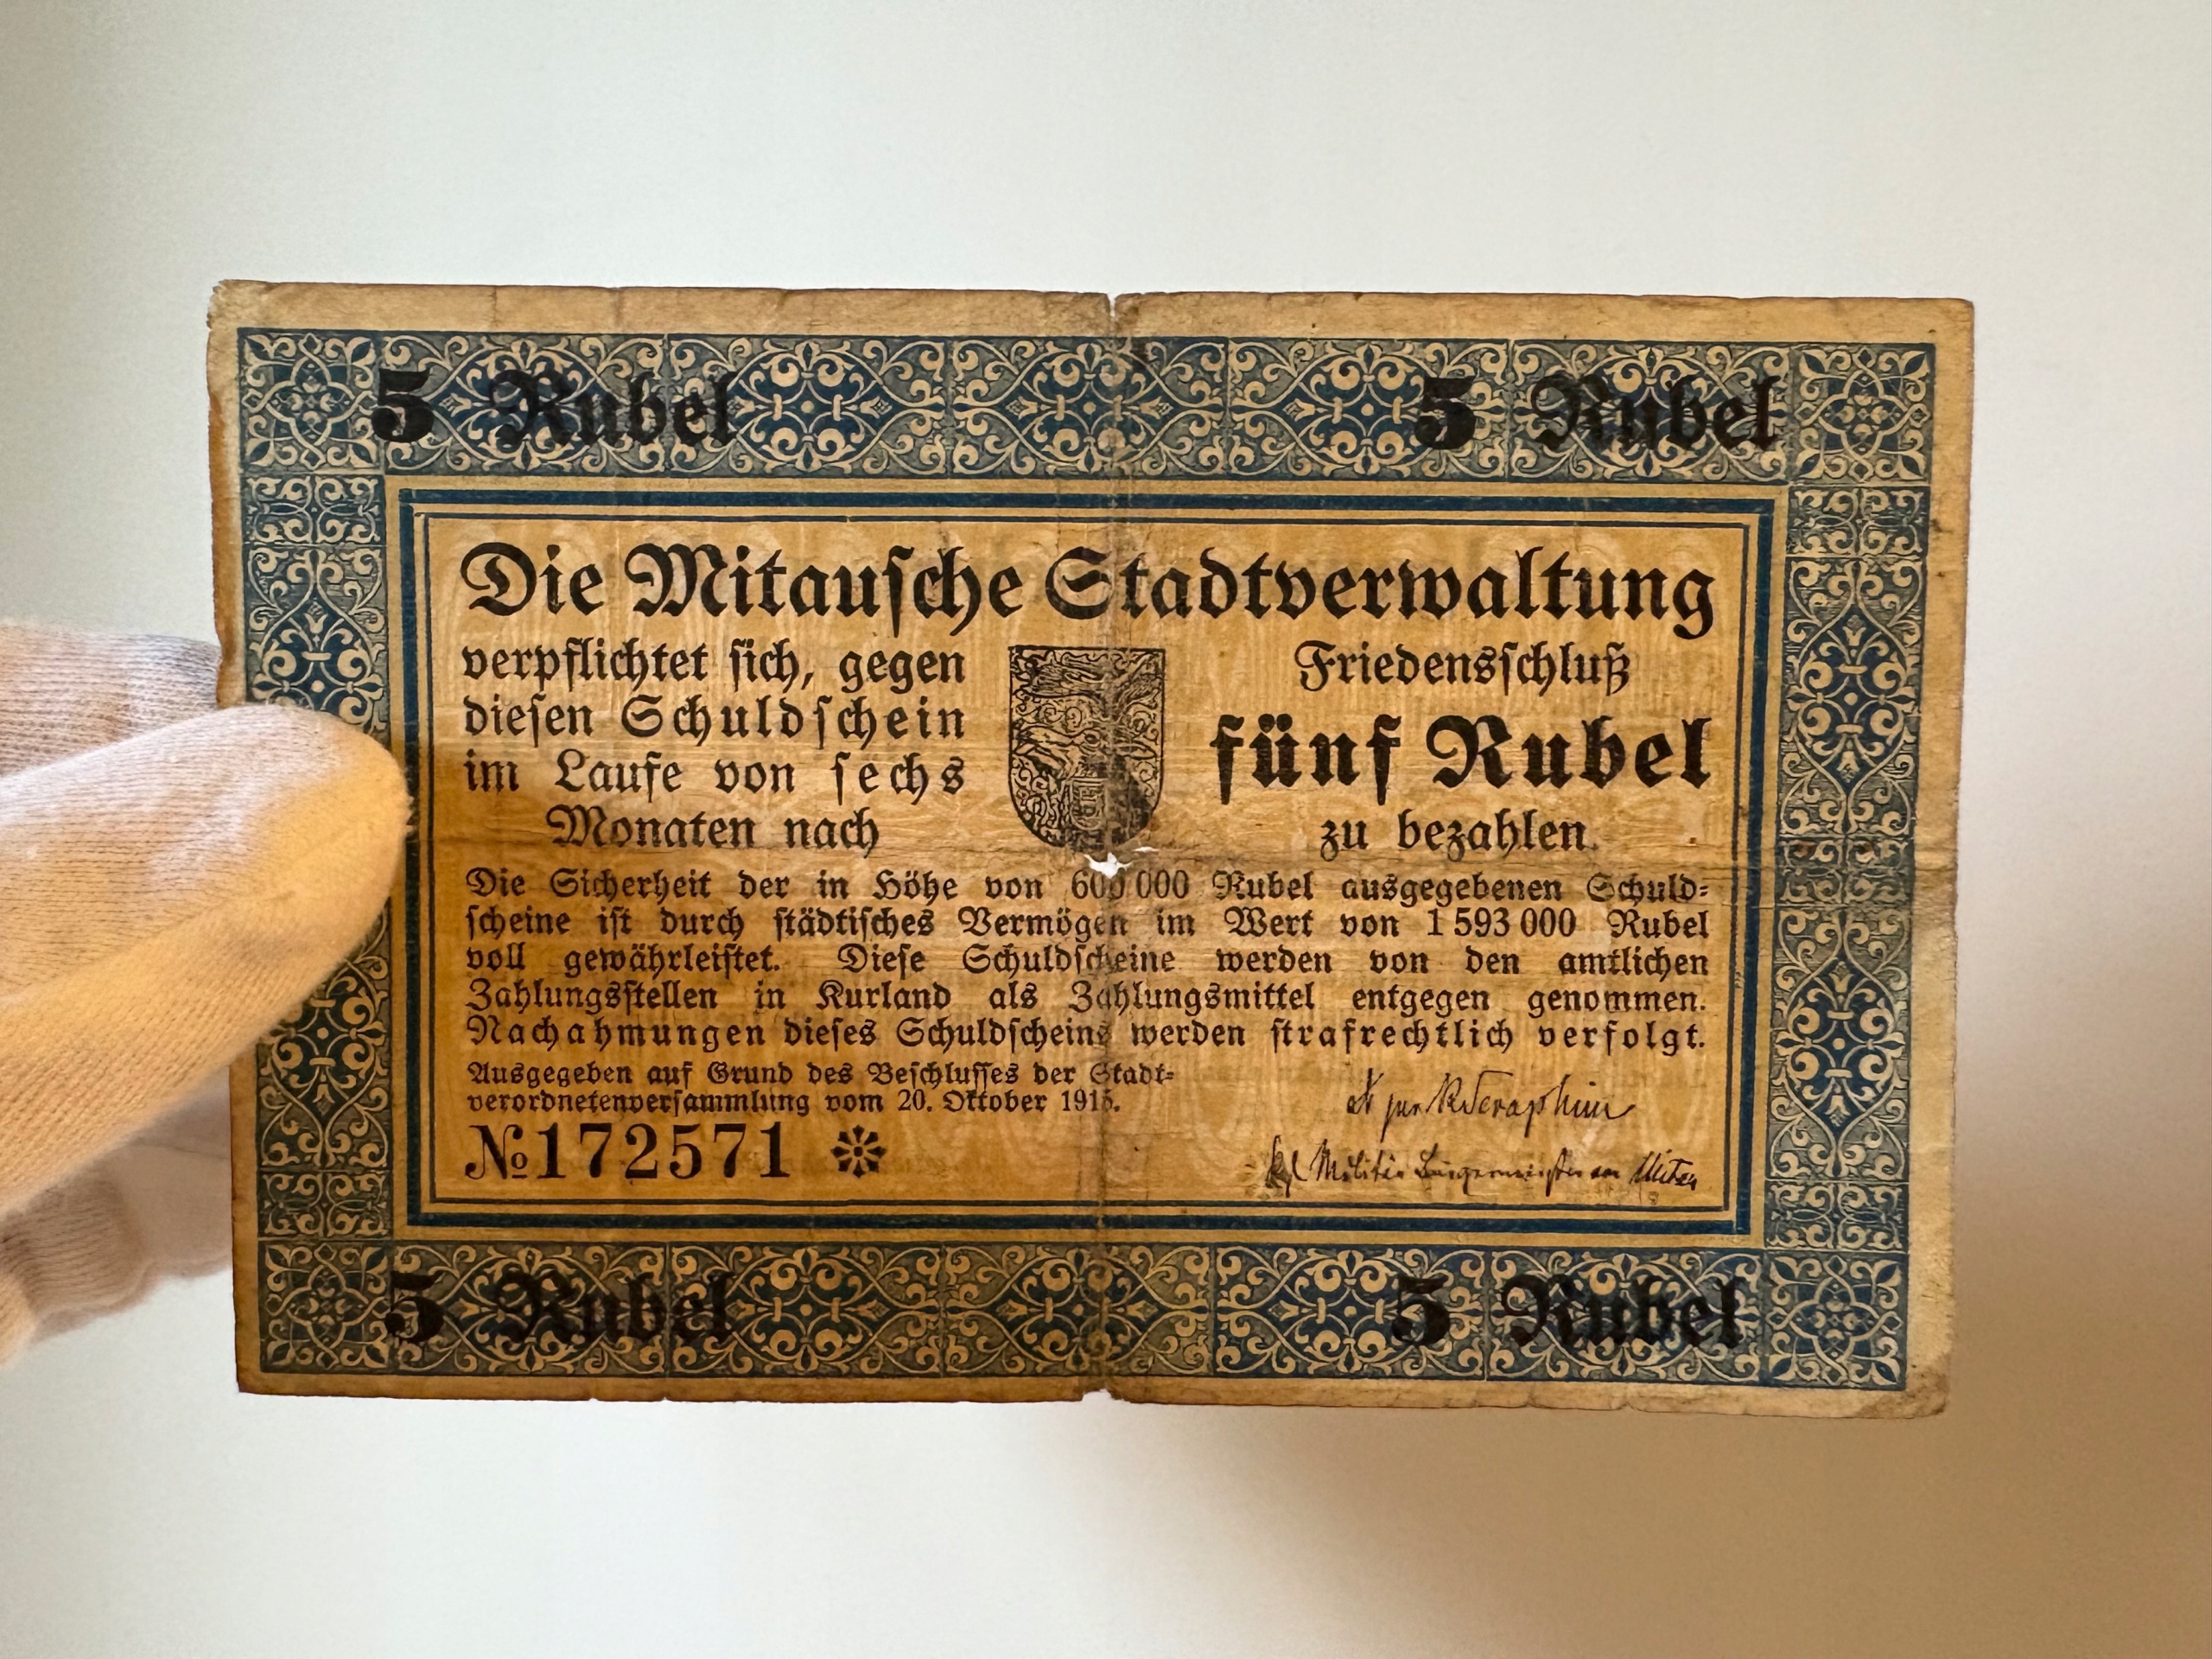 5 Rubel 5 Rubel
Die Mitausche Stadtverwaltung
verpflichtet sich, gegen
diesen Schuldschein
im Laufe von sechs
Monaten nach
Friedensschluß
fünf Rubel
zu bezahlen.
Die Sicherheit der in Höhe von 600 000 Rubel ausgegebenen Schuld-
scheine ist durch städtisches Vermögen im Wert von 1 593 000 Rubel
voll gewährleistet. Diese Schuldscheine werden von den amtlichen
Zahlungsstellen in Kurland als Zahlungsmittel entgegen genommen.
Nachahmungen dieses Schuldscheins werden strafrechtlich verfolgt.
Ausgegeben auf Grund des Beschlusses der Stadt-
verordnetenversammlung vom 20. Oktober 1915.
№172571
Seraphim
Militär Bürgermeister Mitau
5 Rubel 5 Rubel